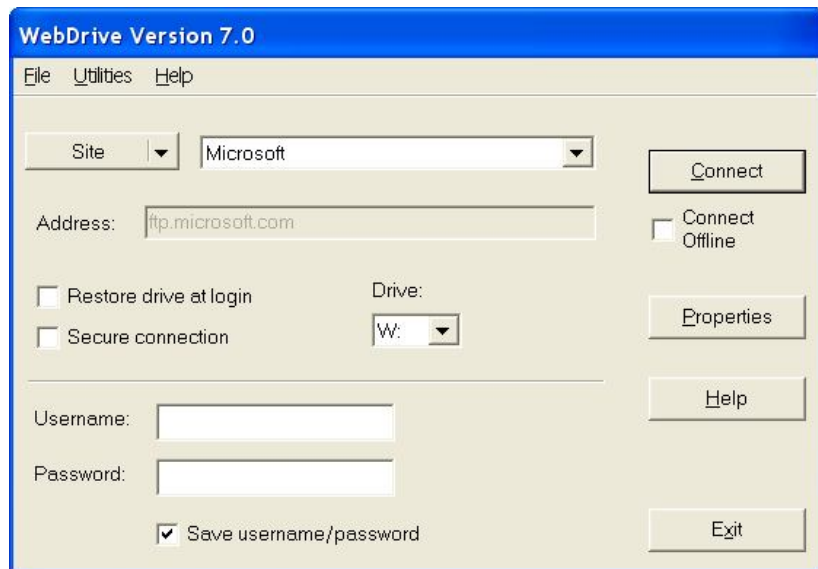 WebDrive Version 7.0
File Utilities Help
Site Microsoft
Connect
Address: ftp.microsoft.com
Connect
Offline
Restore drive at login
Drive:
Secure connection
W:
Properties
Username:
Help
Password:
Save username/password
Exit